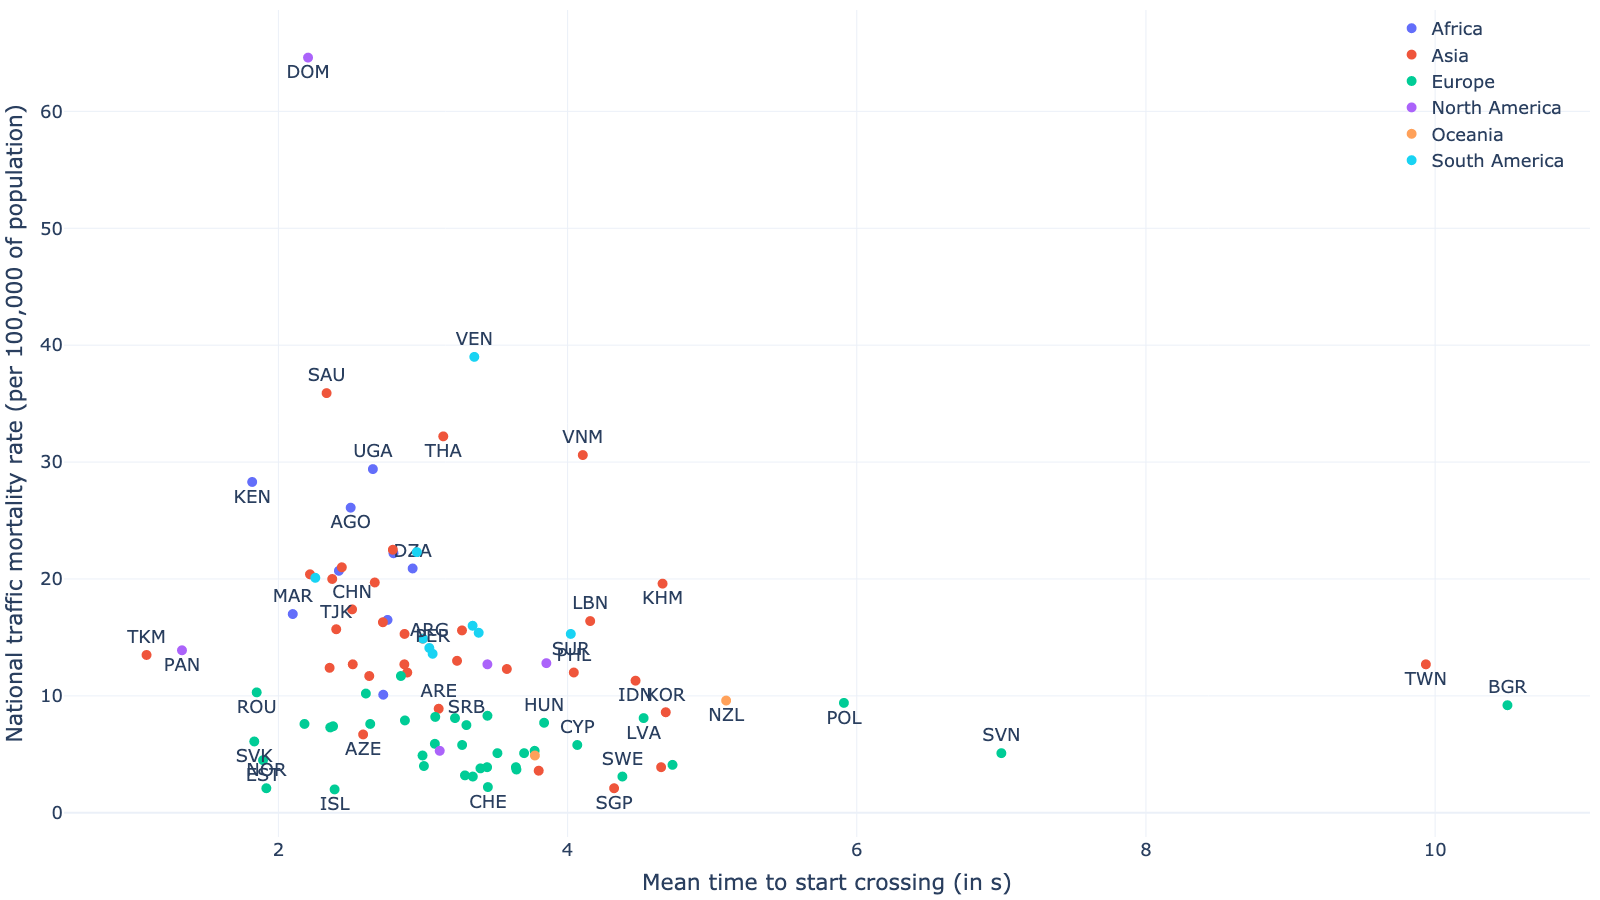 Africa
Asia
Europe
North America
Oceania
South America
National traffic mortality rate (per 100,000 of population)
60
50
40
30
20
10
0
DOM
VEN
SAU
UGA
THA
VNM
KEN
AGO
DZA
MAR
CHN
TJK
LBN
KHM
TKM
PAN
ARG
PER
SUR
PHL
ARE
IDN
KOR
TWN
BGR
ROU
SRB
HUN
NZL
POL
CYP
LVA
SVN
AZE
SVK
NOR
EST
SWE
ISL
CHE
SGP
2
4
6
8
10
Mean time to start crossing (in s)